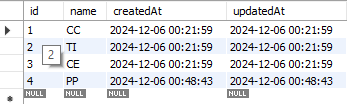 id name createdAt updatedAt
1 CC 2024-12-06 00:21:59 2024-12-06 00:21:59
2 TI 2024-12-06 00:21:59 2024-12-06 00:21:59
2
3 CE 2024-12-06 00:21:59 2024-12-06 00:21:59
4 PP 2024-12-06 00:48:43 2024-12-06 00:48:43
NULL NULL NULL NULL